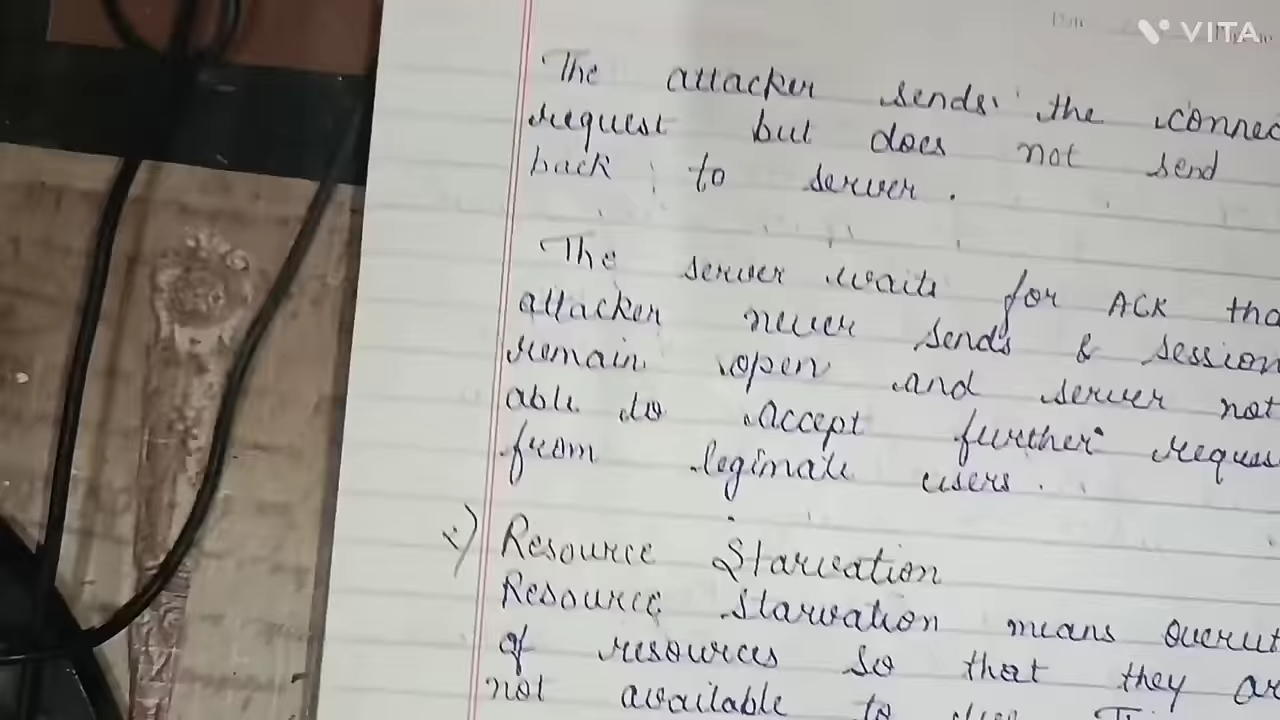 VITA
The attacker sends the connec
request but does not send
back to server.
The server waits for ACK tha
attacker never sends & session
remain open and server not
able to accept further reques
from legimate users.
:) Resource Starvation
Resource Starvation means overut
of resources so that they ar
not available to